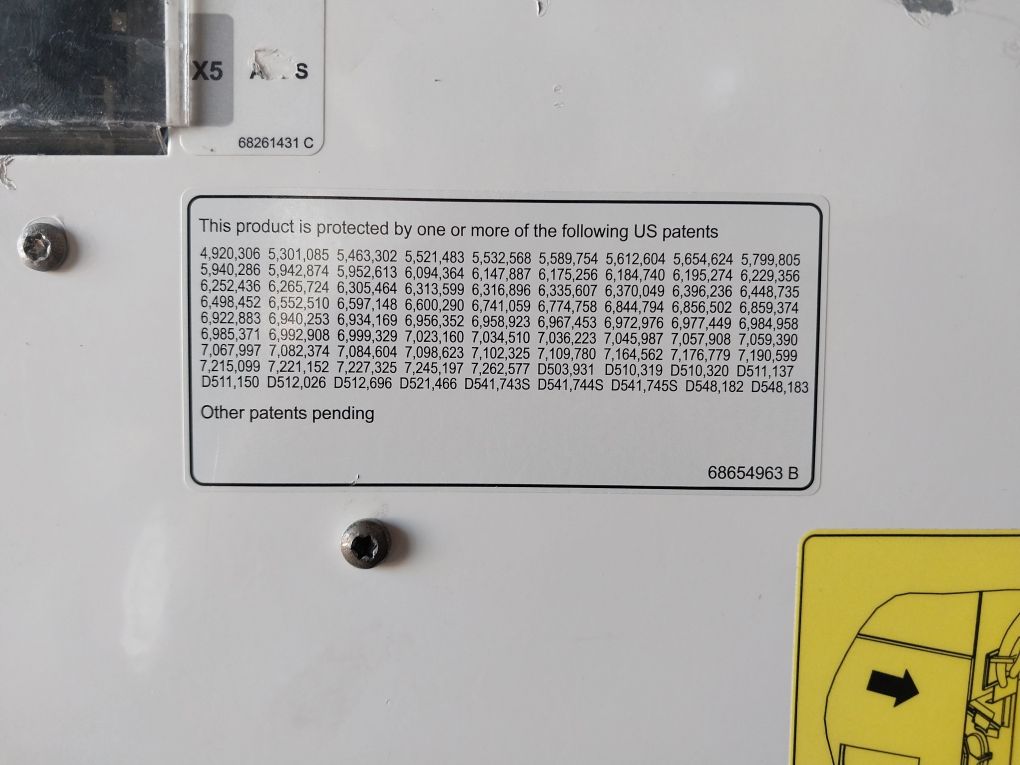 X5
S
68261431 C
This product is protected by one or more of the following US patents
4,920,306 5,301,085 5,463,302 5,521,483 5,532,568 5,589,754 5,612,604 5,654,624 5,799,805
5,940,286 5,942,874 5,952,613 6,094,364 6,147,887 6,175,256 6,184,740 6,195,274 6,229,356
6,252,436 6,265,724 6,305,464 6,313,599 6,316,896 6,335,607 6,370,049 6,396,236 6,448,735
6,498,452 6,552,510 6,597,148 6,600,290 6,741,059 6,774,758 6,844,794 6,856,502 6,859,374
6,922,883 6,940,253 6,934,169 6,956,352 6,958,923 6,967,453 6,972,976 6,977,449 6,984,958
6,985,371 6,992,908 6,999,329 7,023,160 7,034,510 7,036,223 7,045,987 7,057,908 7,059,390
7,067,997 7,082,374 7,084,604 7,098,623 7,102,325 7,109,780 7,164,562 7,176,779 7,190,599
7,215,099 7,221,152 7,227,325 7,245,197 7,262,577 D503,931 D510,319 D510,320 D511,137
D511,150 D512,026 D512,696 D521,466 D541,743S D541,744S D541,745S D548,182 D548,183
Other patents pending
68654963 B